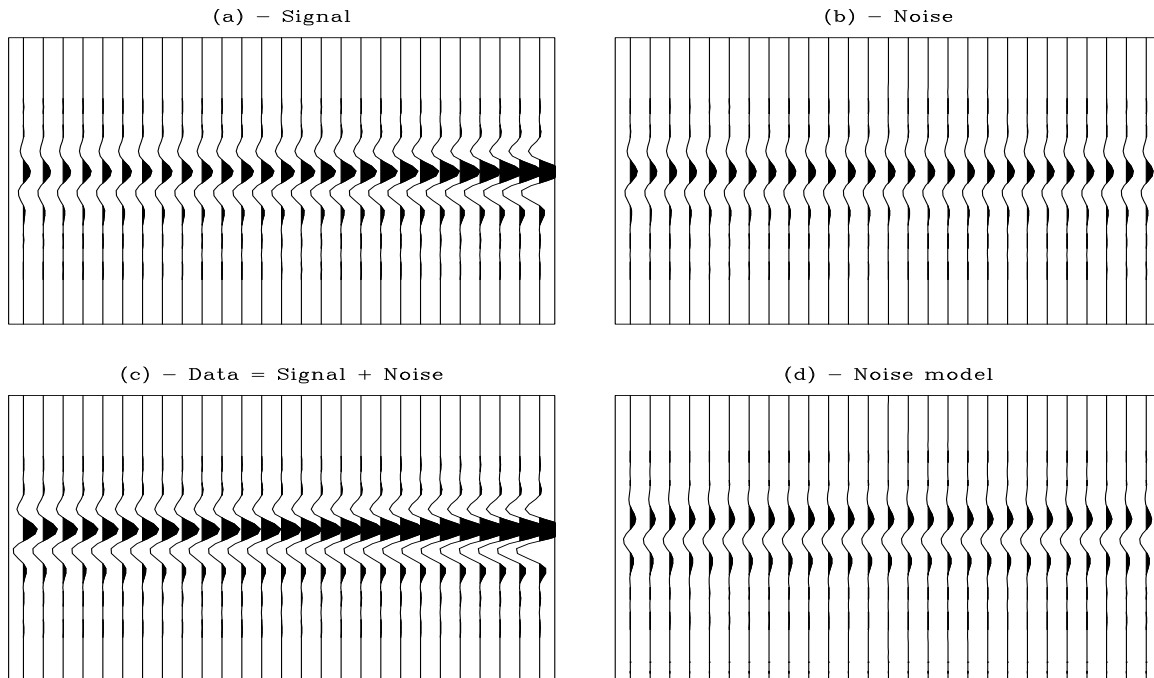 (a) – Signal
(b) – Noise
(c) – Data = Signal + Noise
(d) – Noise model